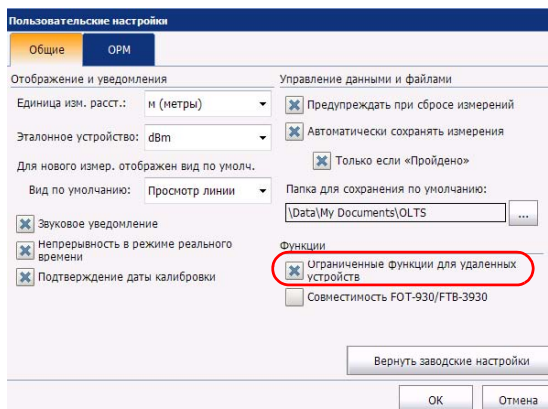 Пользовательские настройки
Общие
OPM
Отображение и уведомления
Единица изм. расст.:
м (метры)
Эталонное устройство:
dBm
Для нового измер. отображен вид по умолч.
Вид по умолчанию:
Просмотр линии
Звуковое уведомление
Непрерывность в режиме реального
времени
Подтверждение даты калибровки
Управление данными и файлами
Предупреждать при сбросе измерений
Автоматически сохранять измерения
Только если «Пройдено»
Папка для сохранения по умолчанию:
\Data\My Documents\OLTS
...
Функции
Ограниченные функции для удаленных
устройств
Совместимость FOT-930/FTB-3930
Вернуть заводские настройки
OK
Отмена